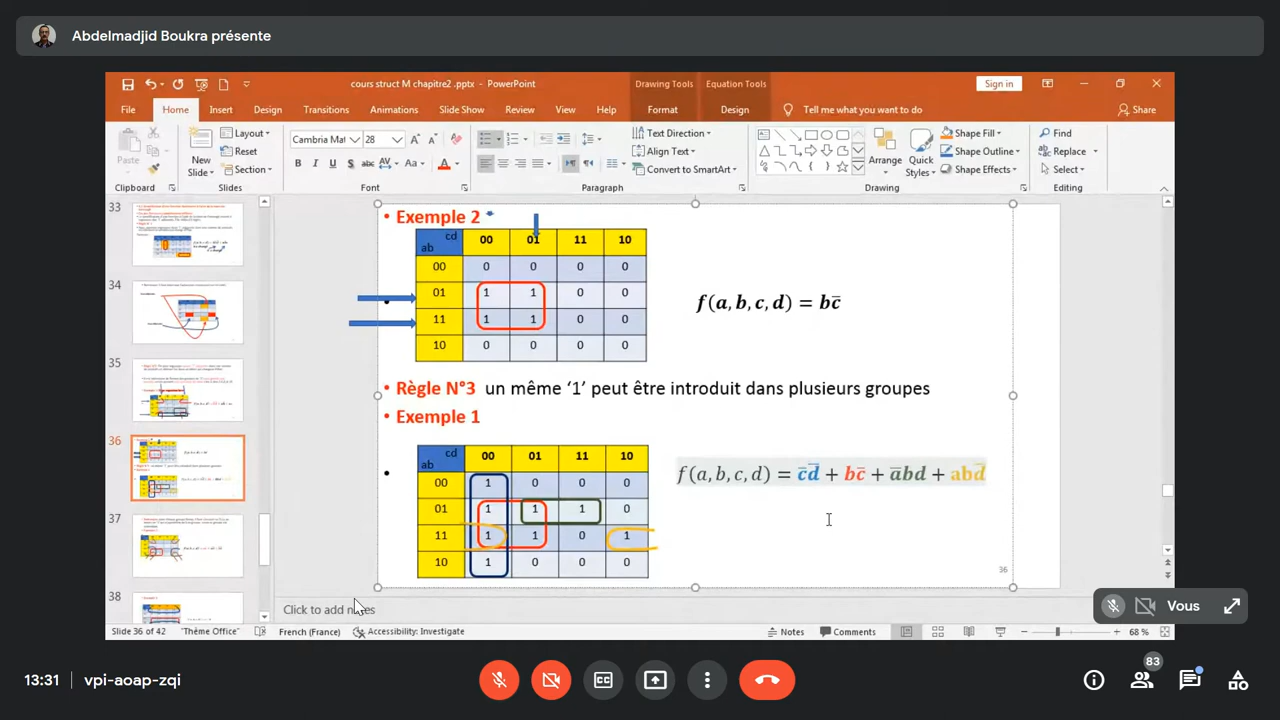 Abdelmadjid Boukra présente
cours struct M chapitre2 .pptx - PowerPoint
Drawing Tools
Equation Tools
Sign in
File
Home
Insert
Design
Transitions
Animations
Slide Show
Review
View
Help
Format
Design
Tell me what you want to do
Share
Paste
Clipboard
New
Slide
Layout
Reset
Section
Slides
Cambria Mat
28
Font
Text Direction
Align Text
Convert to SmartArt
Paragraph
Arrange
Quick
Styles
Shape Fill
Shape Outline
Shape Effects
Drawing
Find
Replace
Select
Editing
33
34
35
36
37
38
• Exemple 2
cd
ab
00 01 11 10
00 0 0 0 0
01 1 1 0 0
11 1 1 0 0
10 0 0 0 0
f(a, b, c, d) = bc̅
• Règle N°3 un même ‘1’ peut être introduit dans plusieurs groupes
• Exemple 1
cd
ab
00 01 11 10
00 1 0 0 0
01 1 1 1 0
11 1 1 0 1
10 1 0 0 0
f(a, b, c, d) = c̅d̅ + bc̅ + a̅bd + abd̅
36
Click to add notes
Slide 36 of 42
"Thème Office"
French (France)
Accessibility: Investigate
Notes
Comments
68 %
Vous
13:31
vpi-aoap-zqi
83